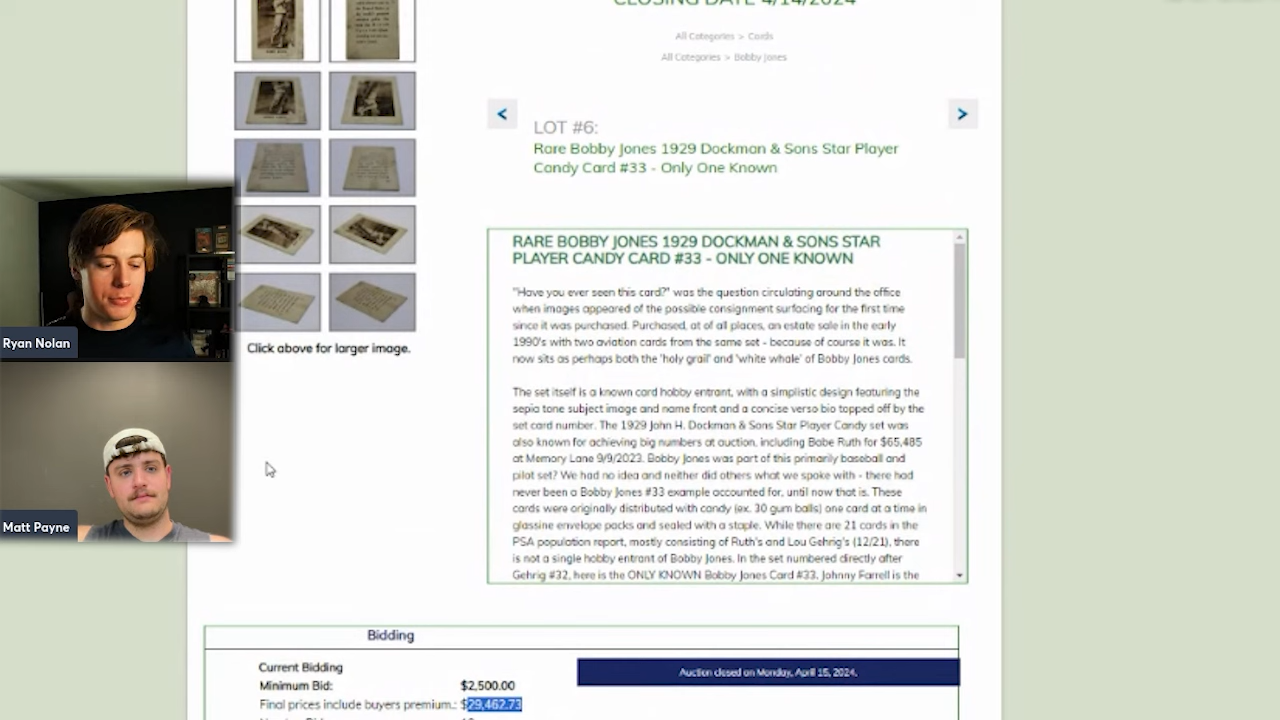 CLOSING DATE 4/14/2024
All Categories > Cards
All Categories > Bobby Jones
< >
LOT #6:
Rare Bobby Jones 1929 Dockman & Sons Star Player
Candy Card #33 - Only One Known
RARE BOBBY JONES 1929 DOCKMAN & SONS STAR
PLAYER CANDY CARD #33 - ONLY ONE KNOWN
"Have you ever seen this card?" was the question circulating around the office
when images appeared of the possible consignment surfacing for the first time
since it was purchased. Purchased, at of all places, an estate sale in the early
1990's with two aviation cards from the same set - because of course it was. It
now sits as perhaps both the 'holy grail' and 'white whale' of Bobby Jones cards.
The set itself is a known card hobby entrant, with a simplistic design featuring the
sepia tone subject image and name front and a concise verso bio topped off by the
set card number. The 1929 John H. Dockman & Sons Star Player Candy set was
also known for achieving big numbers at auction, including Babe Ruth for $65,485
at Memory Lane 9/9/2023. Bobby Jones was part of this primarily baseball and
pilot set? We had no idea and neither did others what we spoke with - there had
never been a Bobby Jones #33 example accounted for, until now that is. These
cards were originally distributed with candy (ex. 30 gum balls) one card at a time in
glassine envelope packs and sealed with a staple. While there are 21 cards in the
PSA population report, mostly consisting of Ruth's and Lou Gehrig's (12/21), there
is not a single hobby entrant of Bobby Jones. In the set numbered directly after
Gehrig #32, here is the ONLY KNOWN Bobby Jones Card #33. Johnny Farrell is the
Click above for larger image.
Ryan Nolan
Matt Payne
Bidding
Current Bidding
Minimum Bid: $2,500.00
Final prices include buyers premium.: $29,462.73
Auction closed on Monday, April 15, 2024.